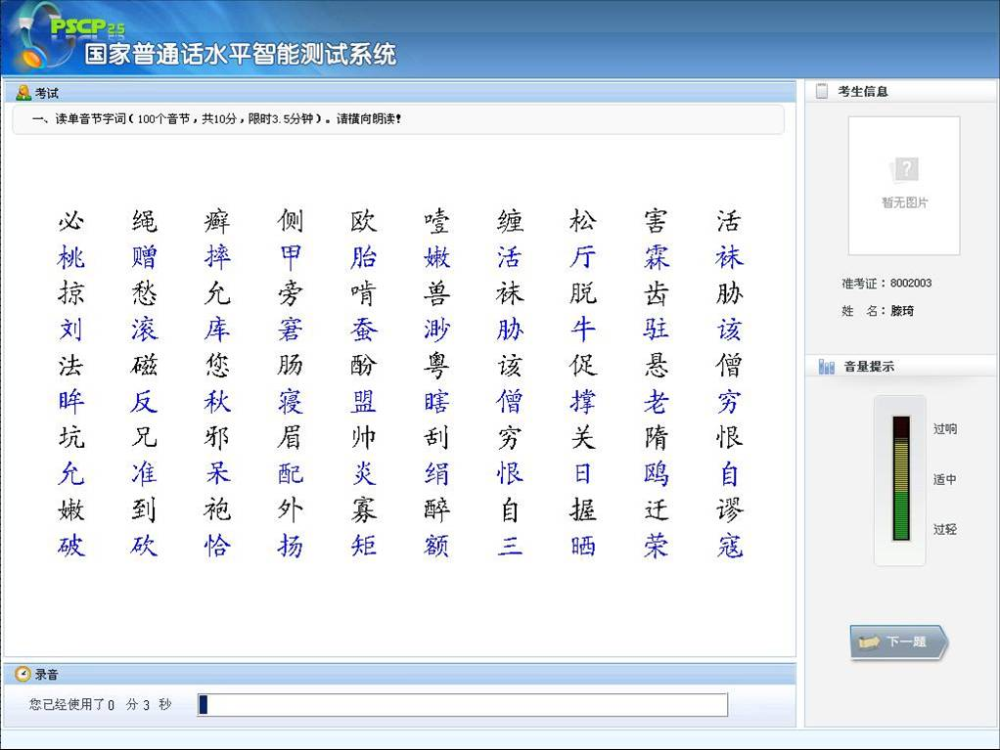 PSCP 2.5
国家普通话水平智能测试系统
考试
一、读单音节字词（100个音节，共10分，限时3.5分钟）。请横向朗读！
必 绳 癣 侧 欧 噎 缠 松 害 活
桃 赠 摔 甲 胎 嫩 活 厅 霖 袜
掠 愁 允 旁 啃 兽 袜 脱 齿 胁
刘 滚 库 窘 蚕 渺 胁 牛 驻 该
法 磁 您 肠 酚 粤 该 促 悬 僧
眸 反 秋 寝 盟 瞎 僧 撑 老 穷
坑 兄 邪 眉 帅 刮 穷 关 隋 恨
允 准 呆 配 炎 绢 恨 日 鸥 自
嫩 到 袍 外 寡 醉 自 握 迁 谬
破 砍 恰 扬 矩 额 三 晒 荣 寇
录音
您已经使用了0 分 3 秒
考生信息
?
暂无图片
准考证：8002003
姓 名：滕琦
音量提示
过响
适中
过轻
下一题